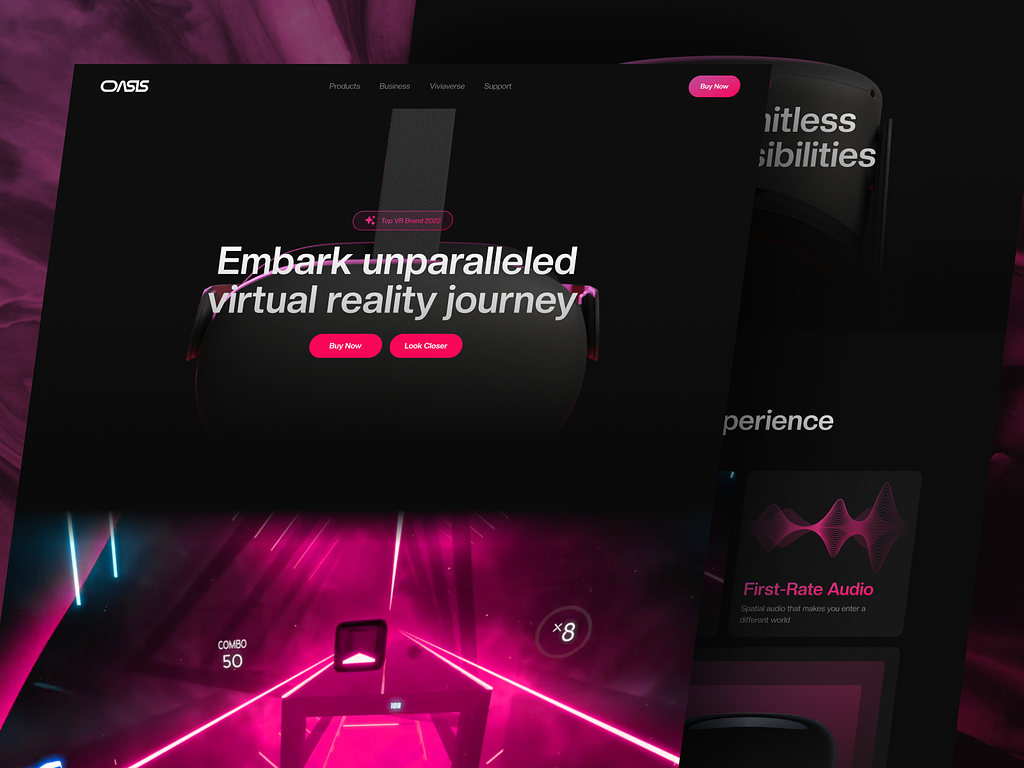 OASIS
Products Business Viviaverse Support
Buy Now
Top VR Brand 2022
Embark unparalleled
virtual reality journey
Buy Now Look Closer
COMBO
50
x8
108
nitless
sibilities
perience
First-Rate Audio
Spatial audio that makes you enter a
different world